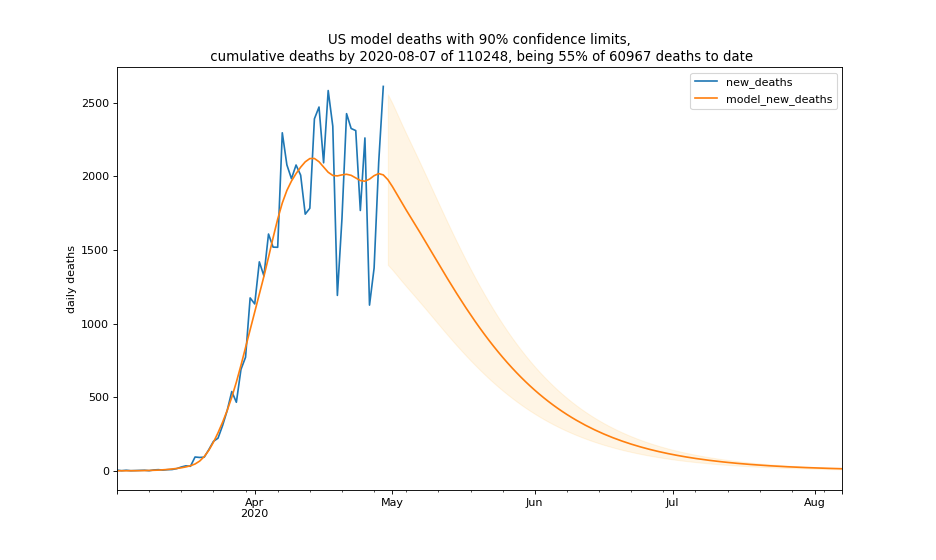 US model deaths with 90% confidence limits,
cumulative deaths by 2020-08-07 of 110248, being 55% of 60967 deaths to date
new_deaths
model_new_deaths
daily deaths
2500
2000
1500
1000
500
0
Apr
2020
May
Jun
Jul
Aug